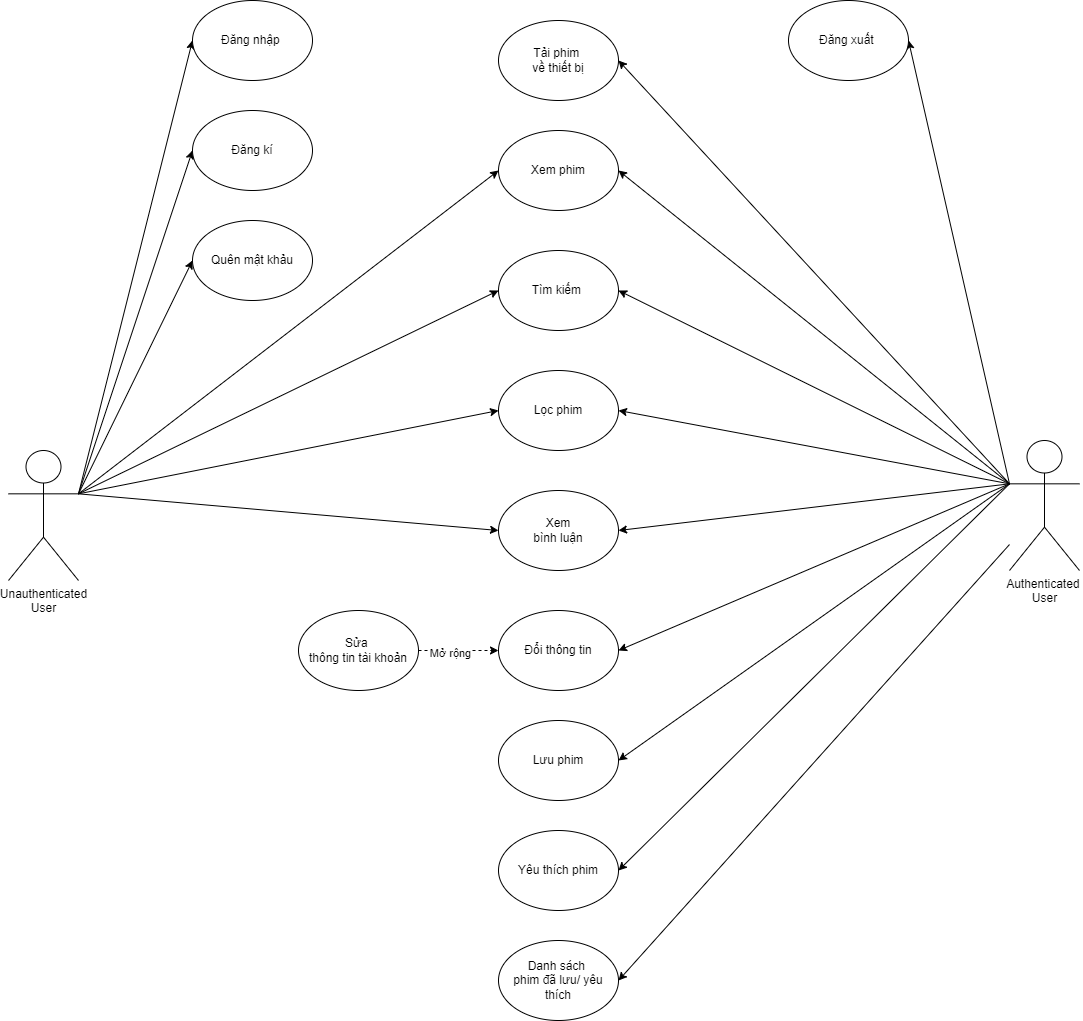 Đăng nhập
Đăng xuất
Tải phim
về thiết bị
Đăng kí
Xem phim
Quên mật khảu
Tìm kiếm
Lọc phim
Xem
bình luận
Unauthenticated
User
Authenticated
User
Sửa
thông tin tài khoản
Mở rộng
Đổi thông tin
Lưu phim
Yêu thích phim
Danh sách
phim đã lưu/ yêu
thích